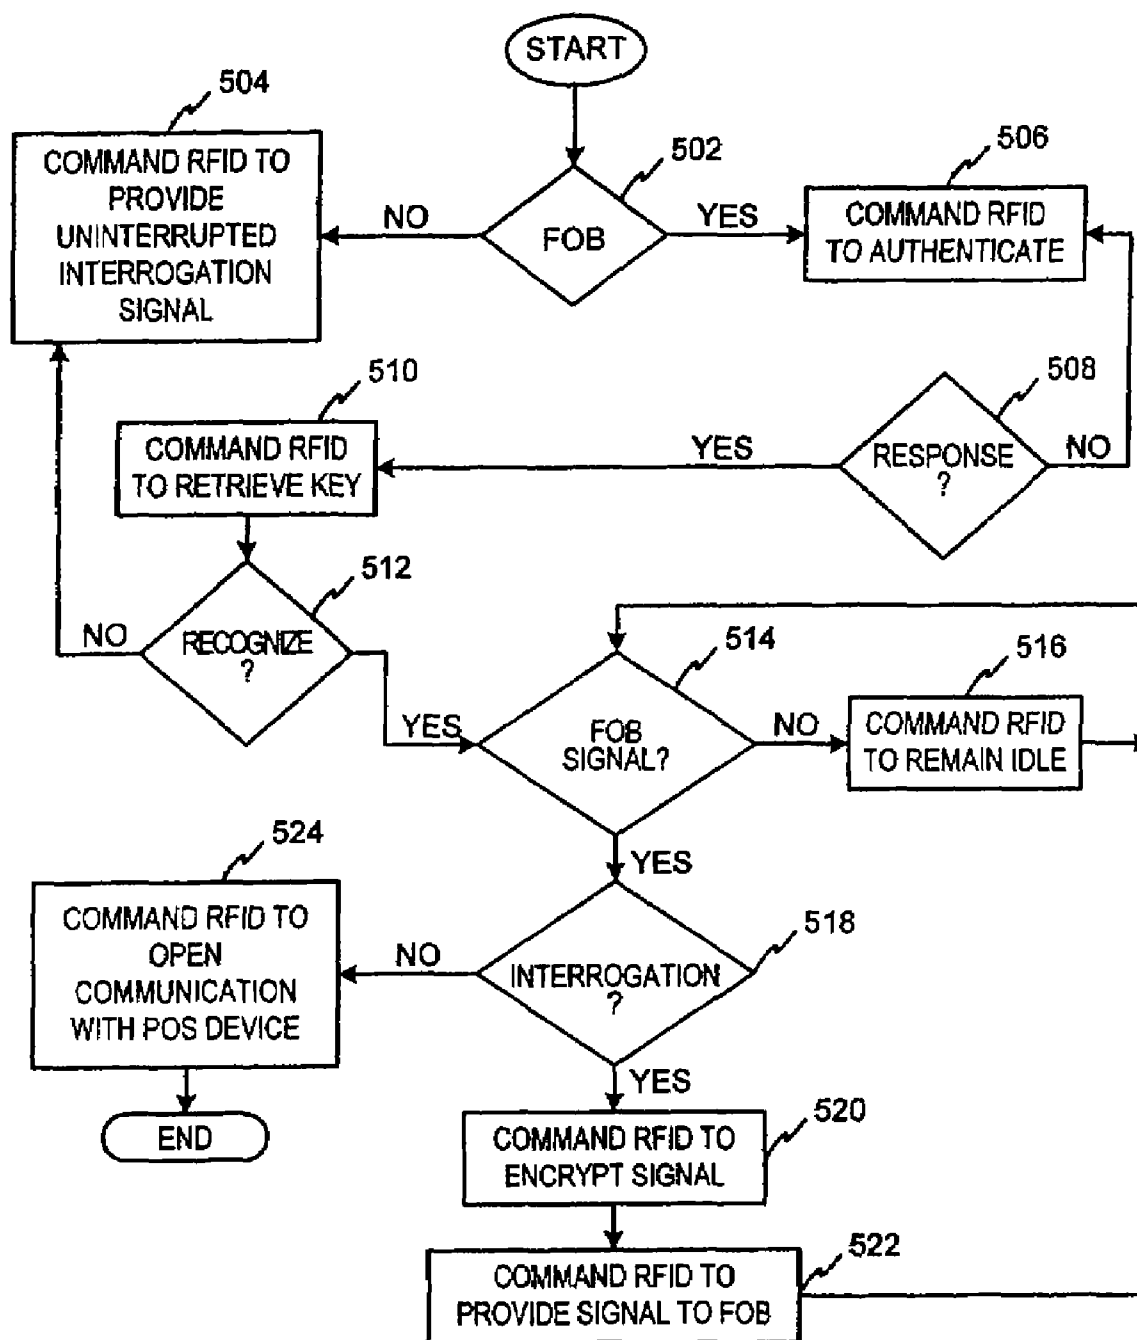 START
504
COMMAND RFID TO
PROVIDE
UNINTERRUPTED
INTERROGATION
SIGNAL
NO
502
FOB
YES
506
COMMAND RFID
TO AUTHENTICATE
510
COMMAND RFID
TO RETRIEVE KEY
YES
508
RESPONSE
?
NO
512
RECOGNIZE
?
NO
YES
514
FOB
SIGNAL?
NO
516
COMMAND RFID
TO REMAIN IDLE
YES
524
COMMAND RFID TO
OPEN
COMMUNICATION
WITH POS DEVICE
NO
518
INTERROGATION
?
YES
END
520
COMMAND RFID TO
ENCRYPT SIGNAL
522
COMMAND RFID TO
PROVIDE SIGNAL TO FOB